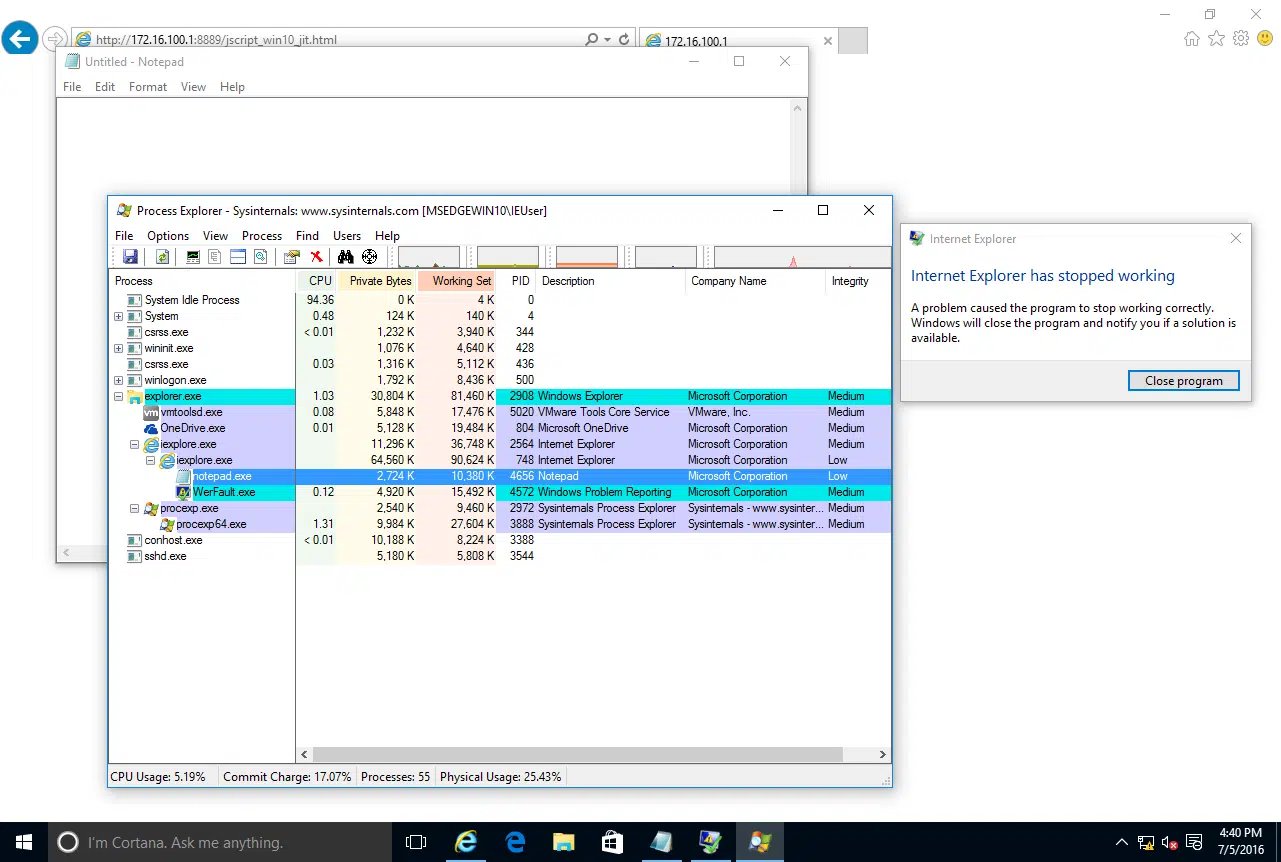 http://172.16.100.1:8889/jscript_win10_jit.html
172.16.100.1
Untitled - Notepad
File Edit Format View Help
Process Explorer - Sysinternals: www.sysinternals.com [MSEDGEWIN10\IEUser]
File Options View Process Find Users Help
Process CPU Private Bytes Working Set PID Description Company Name Integrity
System Idle Process 94.36 0 K 4 K 0
System 0.48 124 K 140 K 4
csrss.exe < 0.01 1,232 K 3,940 K 344
wininit.exe 1,076 K 4,640 K 428
csrss.exe 0.03 1,316 K 5,112 K 436
winlogon.exe 1,792 K 8,436 K 500
explorer.exe 1.03 30,804 K 81,460 K 2908 Windows Explorer Microsoft Corporation Medium
vm vmtoolsd.exe 0.08 5,848 K 17,476 K 5020 VMware Tools Core Service VMware, Inc. Medium
OneDrive.exe 0.01 5,128 K 19,484 K 804 Microsoft OneDrive Microsoft Corporation Medium
iexplore.exe 11,296 K 36,748 K 2564 Internet Explorer Microsoft Corporation Medium
iexplore.exe 64,560 K 90,624 K 748 Internet Explorer Microsoft Corporation Low
notepad.exe 2,724 K 10,380 K 4656 Notepad Microsoft Corporation Low
WerFault.exe 0.12 4,920 K 15,492 K 4572 Windows Problem Reporting Microsoft Corporation Medium
procexp.exe 2,540 K 9,460 K 2972 Sysinternals Process Explorer Sysinternals - www.sysinter... Medium
procexp64.exe 1.31 9,984 K 27,604 K 3888 Sysinternals Process Explorer Sysinternals - www.sysinter... Medium
conhost.exe < 0.01 10,188 K 8,224 K 3388
sshd.exe 5,180 K 5,808 K 3544
CPU Usage: 5.19% Commit Charge: 17.07% Processes: 55 Physical Usage: 25.43%
Internet Explorer
Internet Explorer has stopped working
A problem caused the program to stop working correctly.
Windows will close the program and notify you if a solution is
available.
Close program
I'm Cortana. Ask me anything.
4:40 PM
7/5/2016